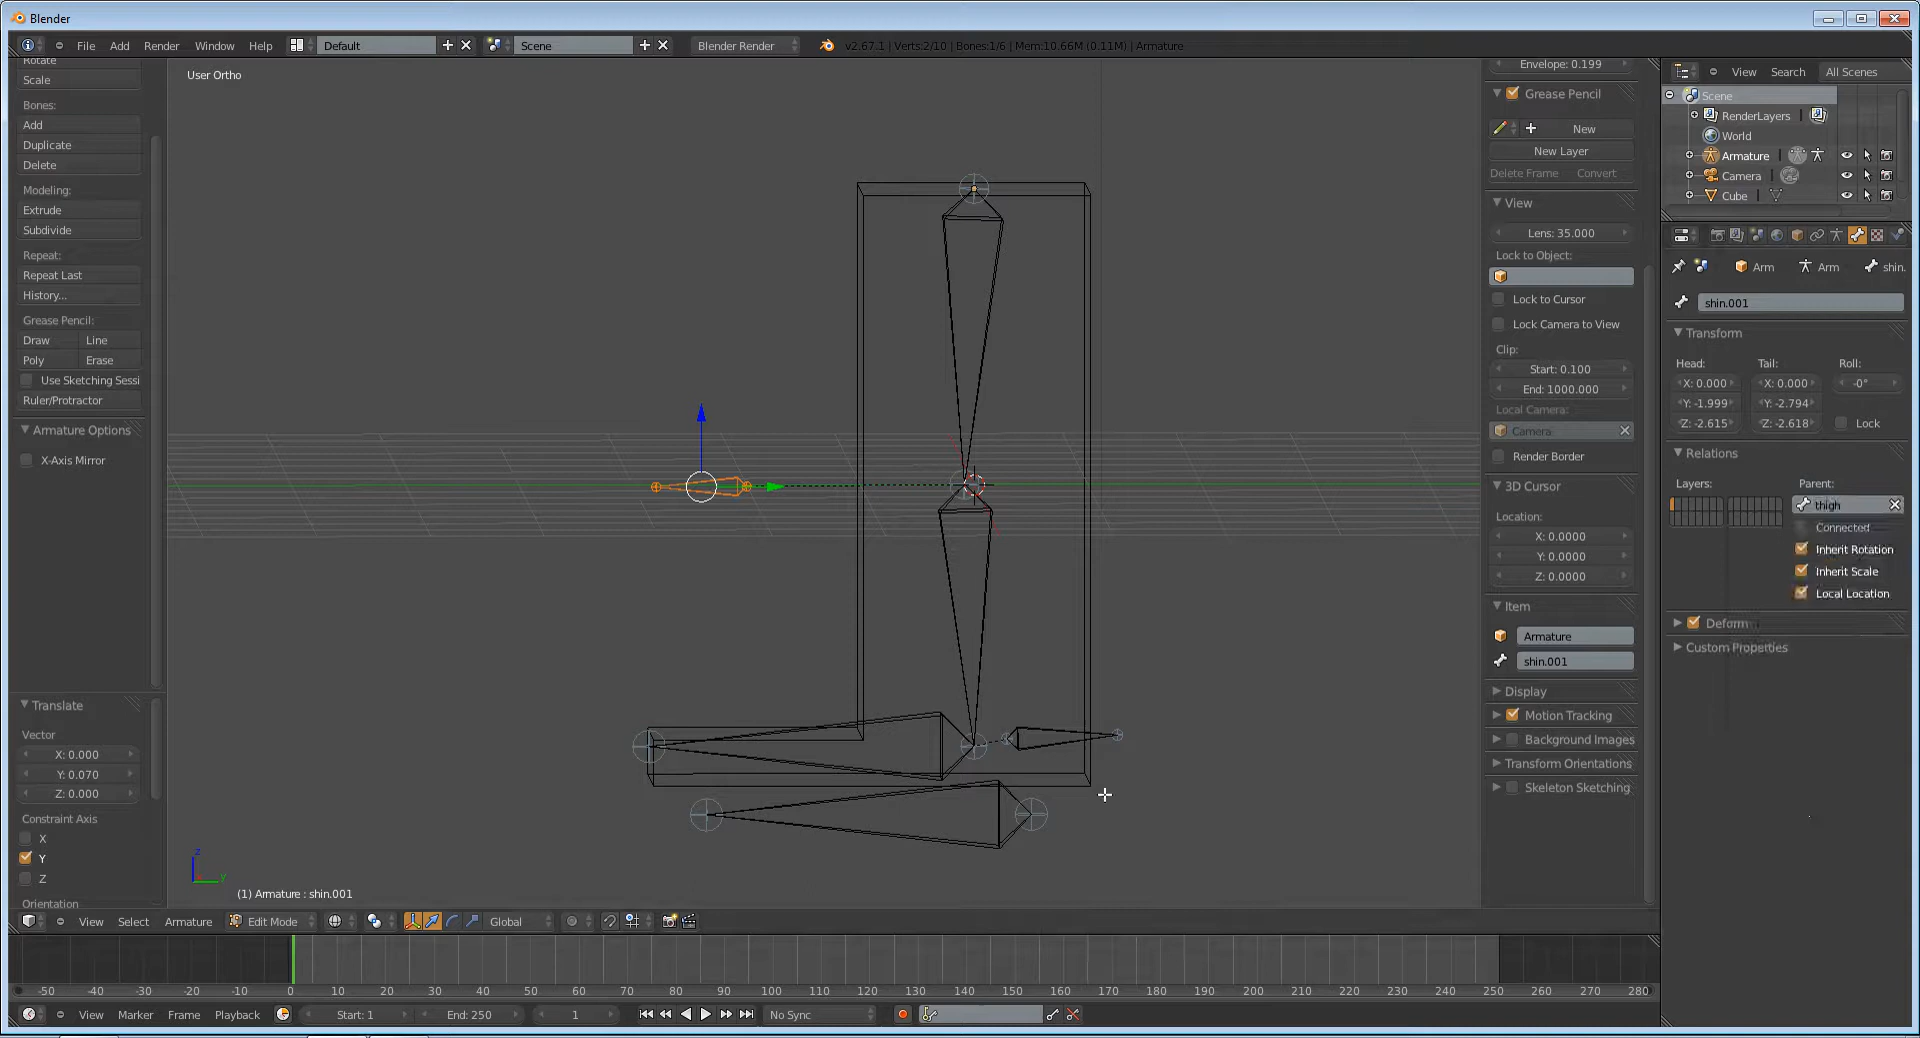 Blender
File Add Render Window Help Default Scene Blender Render v2.67.1 | Verts:2/10 | Bones:1/6 | Mem:10.66M (0.11M) | Armature
Rotate
Scale
Bones:
Add
Duplicate
Delete
Modeling:
Extrude
Subdivide
Repeat:
Repeat Last
History...
Grease Pencil:
Draw Line
Poly Erase
Use Sketching Sessi
Ruler/Protractor
Armature Options
X-Axis Mirror
Translate
Vector
X: 0.000
Y: 0.070
Z: 0.000
Constraint Axis
X
Y
Z
Orientation
User Ortho
z
y
(1) Armature : shin.001
View Select Armature Edit Mode Global
Envelope: 0.199
Grease Pencil
New
New Layer
Delete Frame Convert
View
Lens: 35.000
Lock to Object:
Lock to Cursor
Lock Camera to View
Clip:
Start: 0.100
End: 1000.000
Local Camera:
Camera
Render Border
3D Cursor
Location:
X: 0.0000
Y: 0.0000
Z: 0.0000
Item
Armature
shin.001
Display
Motion Tracking
Background Images
Transform Orientations
Skeleton Sketching
View Search All Scenes
Scene
RenderLayers
World
Armature
Camera
Cube
Arm Arm shin.
shin.001
Transform
Head: Tail: Roll:
X: 0.000 X: 0.000 -0°
Y: -1.999 Y: -2.794
Z: -2.615 Z: -2.618 Lock
Relations
Layers: Parent:
thigh
Connected
Inherit Rotation
Inherit Scale
Local Location
Deform
Custom Properties
-50 -40 -30 -20 -10 0 10 20 30 40 50 60 70 80 90 100 110 120 130 140 150 160 170 180 190 200 210 220 230 240 250 260 270 280
View Marker Frame Playback Start: 1 End: 250 1 No Sync